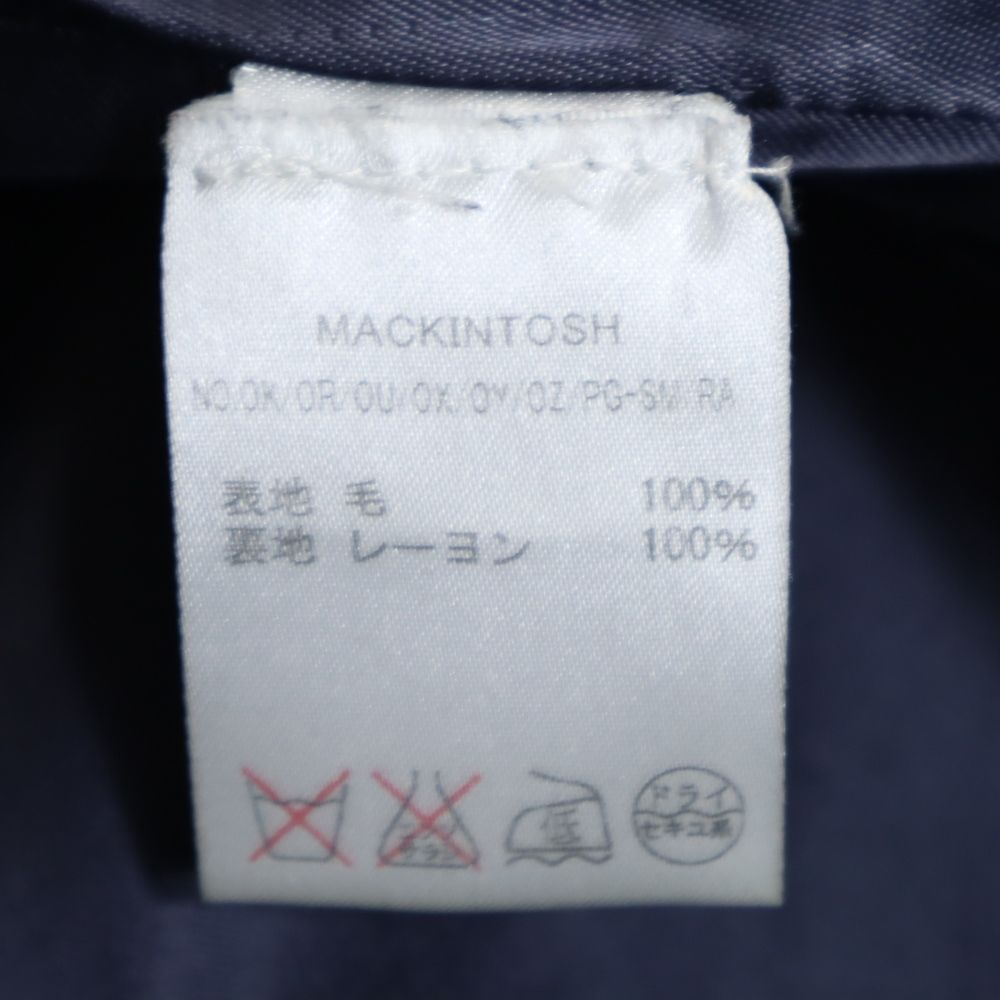 MACKINTOSH
NO.OK/OR/OU/OX/OY/OZ/PG-SM/RA
表地 毛 100%
裏地 レーヨン 100%
低 ドライ
セキユ系